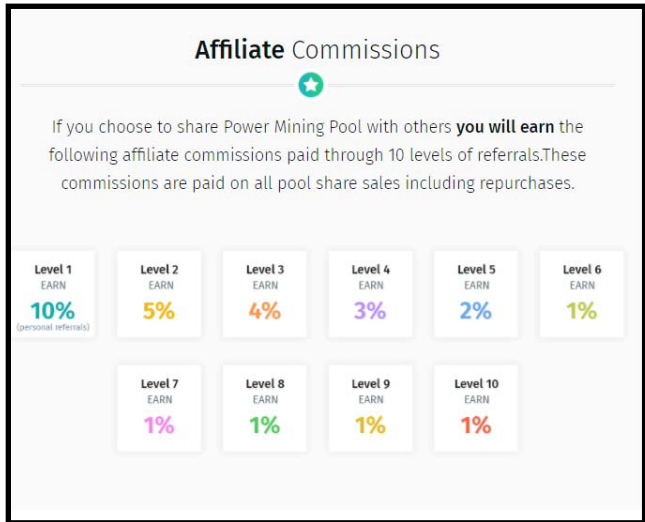 Affiliate Commissions
If you choose to share Power Mining Pool with others you will earn the
following affiliate commissions paid through 10 levels of referrals.These
commissions are paid on all pool share sales including repurchases.
Level 1
EARN
10%
(personal referrals)
Level 2
EARN
5%
Level 3
EARN
4%
Level 4
EARN
3%
Level 5
EARN
2%
Level 6
EARN
1%
Level 7
EARN
1%
Level 8
EARN
1%
Level 9
EARN
1%
Level 10
EARN
1%